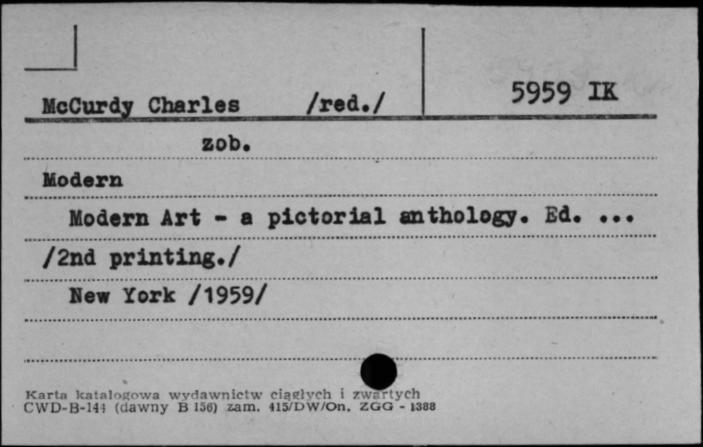 McCurdy Charles /red./ 5959 IK
zob.
Modern
Modern Art - a pictorial anthology. Ed. ...
/2nd printing./
New York /1959/
Karta katalogowa wydawnictw ciągłych i zwartych
CWD-B-141 (dawny B 156) zam. 415/DW/On. ZGG - 1388